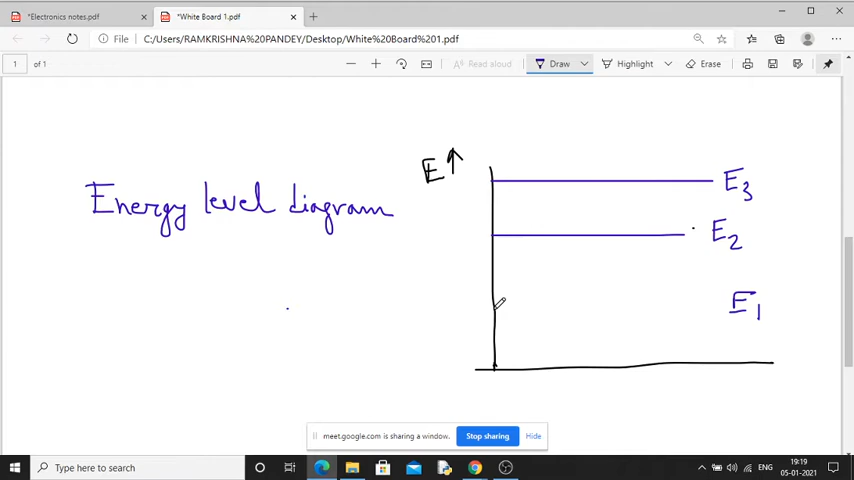 *Electronics notes.pdf
*White Board 1.pdf
File
C:/Users/RAMKRISHNA%20PANDEY/Desktop/White%20Board%201.pdf
1 of 1
Read aloud
Draw
Highlight
Erase
E↑
E3
Energy level diagram
E2
E1
meet.google.com is sharing a window.
Stop sharing
Hide
Type here to search
ENG
19:19
05-01-2021